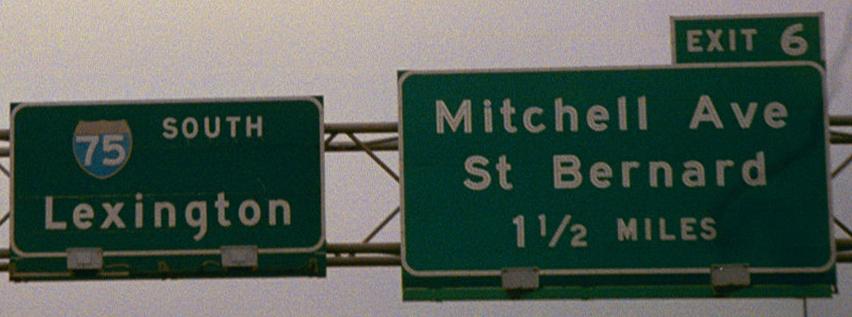 75 SOUTH
Lexington
EXIT 6
Mitchell Ave
St Bernard
1 1/2 MILES